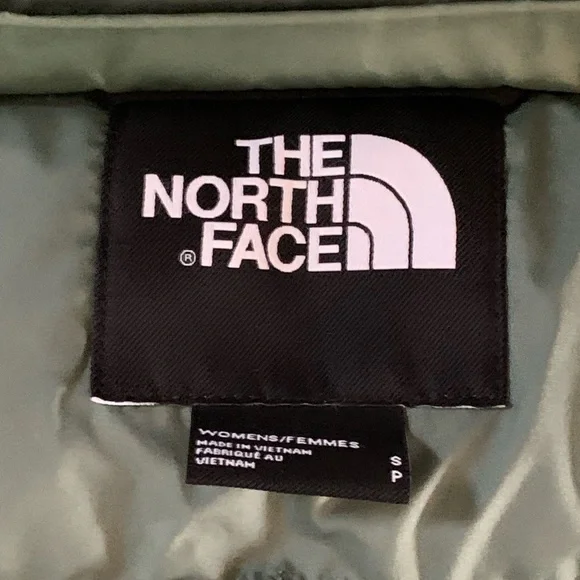 THE
NORTH
® FACE
WOMENS/FEMMES
MADE IN VIETNAM
FABRIQUÉ AU
VIETNAM
S
P